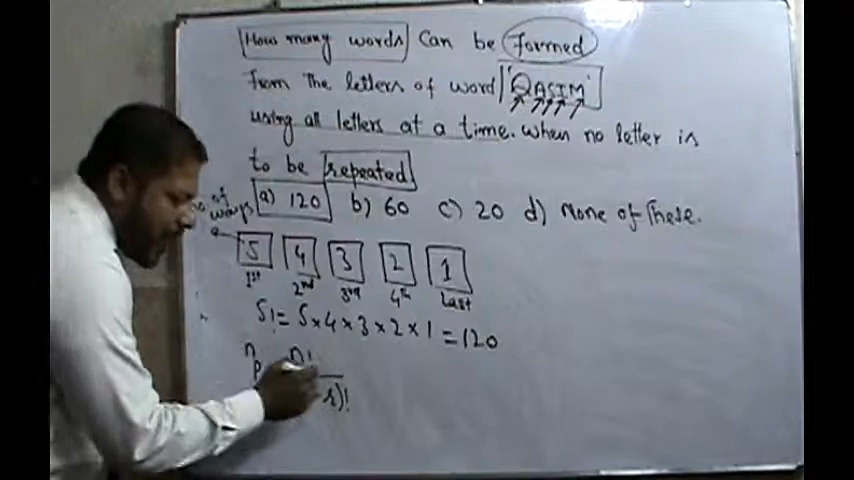 How many words Can be Formed
From The letters of word 'QASIM'
using all letters at a time. when no letter is
to be repeated.
no of ways
a) 120 b) 60 c) 20 d) None of These.
5 4 3 2 1
1st 2nd 3rd 4th Last
5! = 5×4×3×2×1 = 120
n P n!
r)!